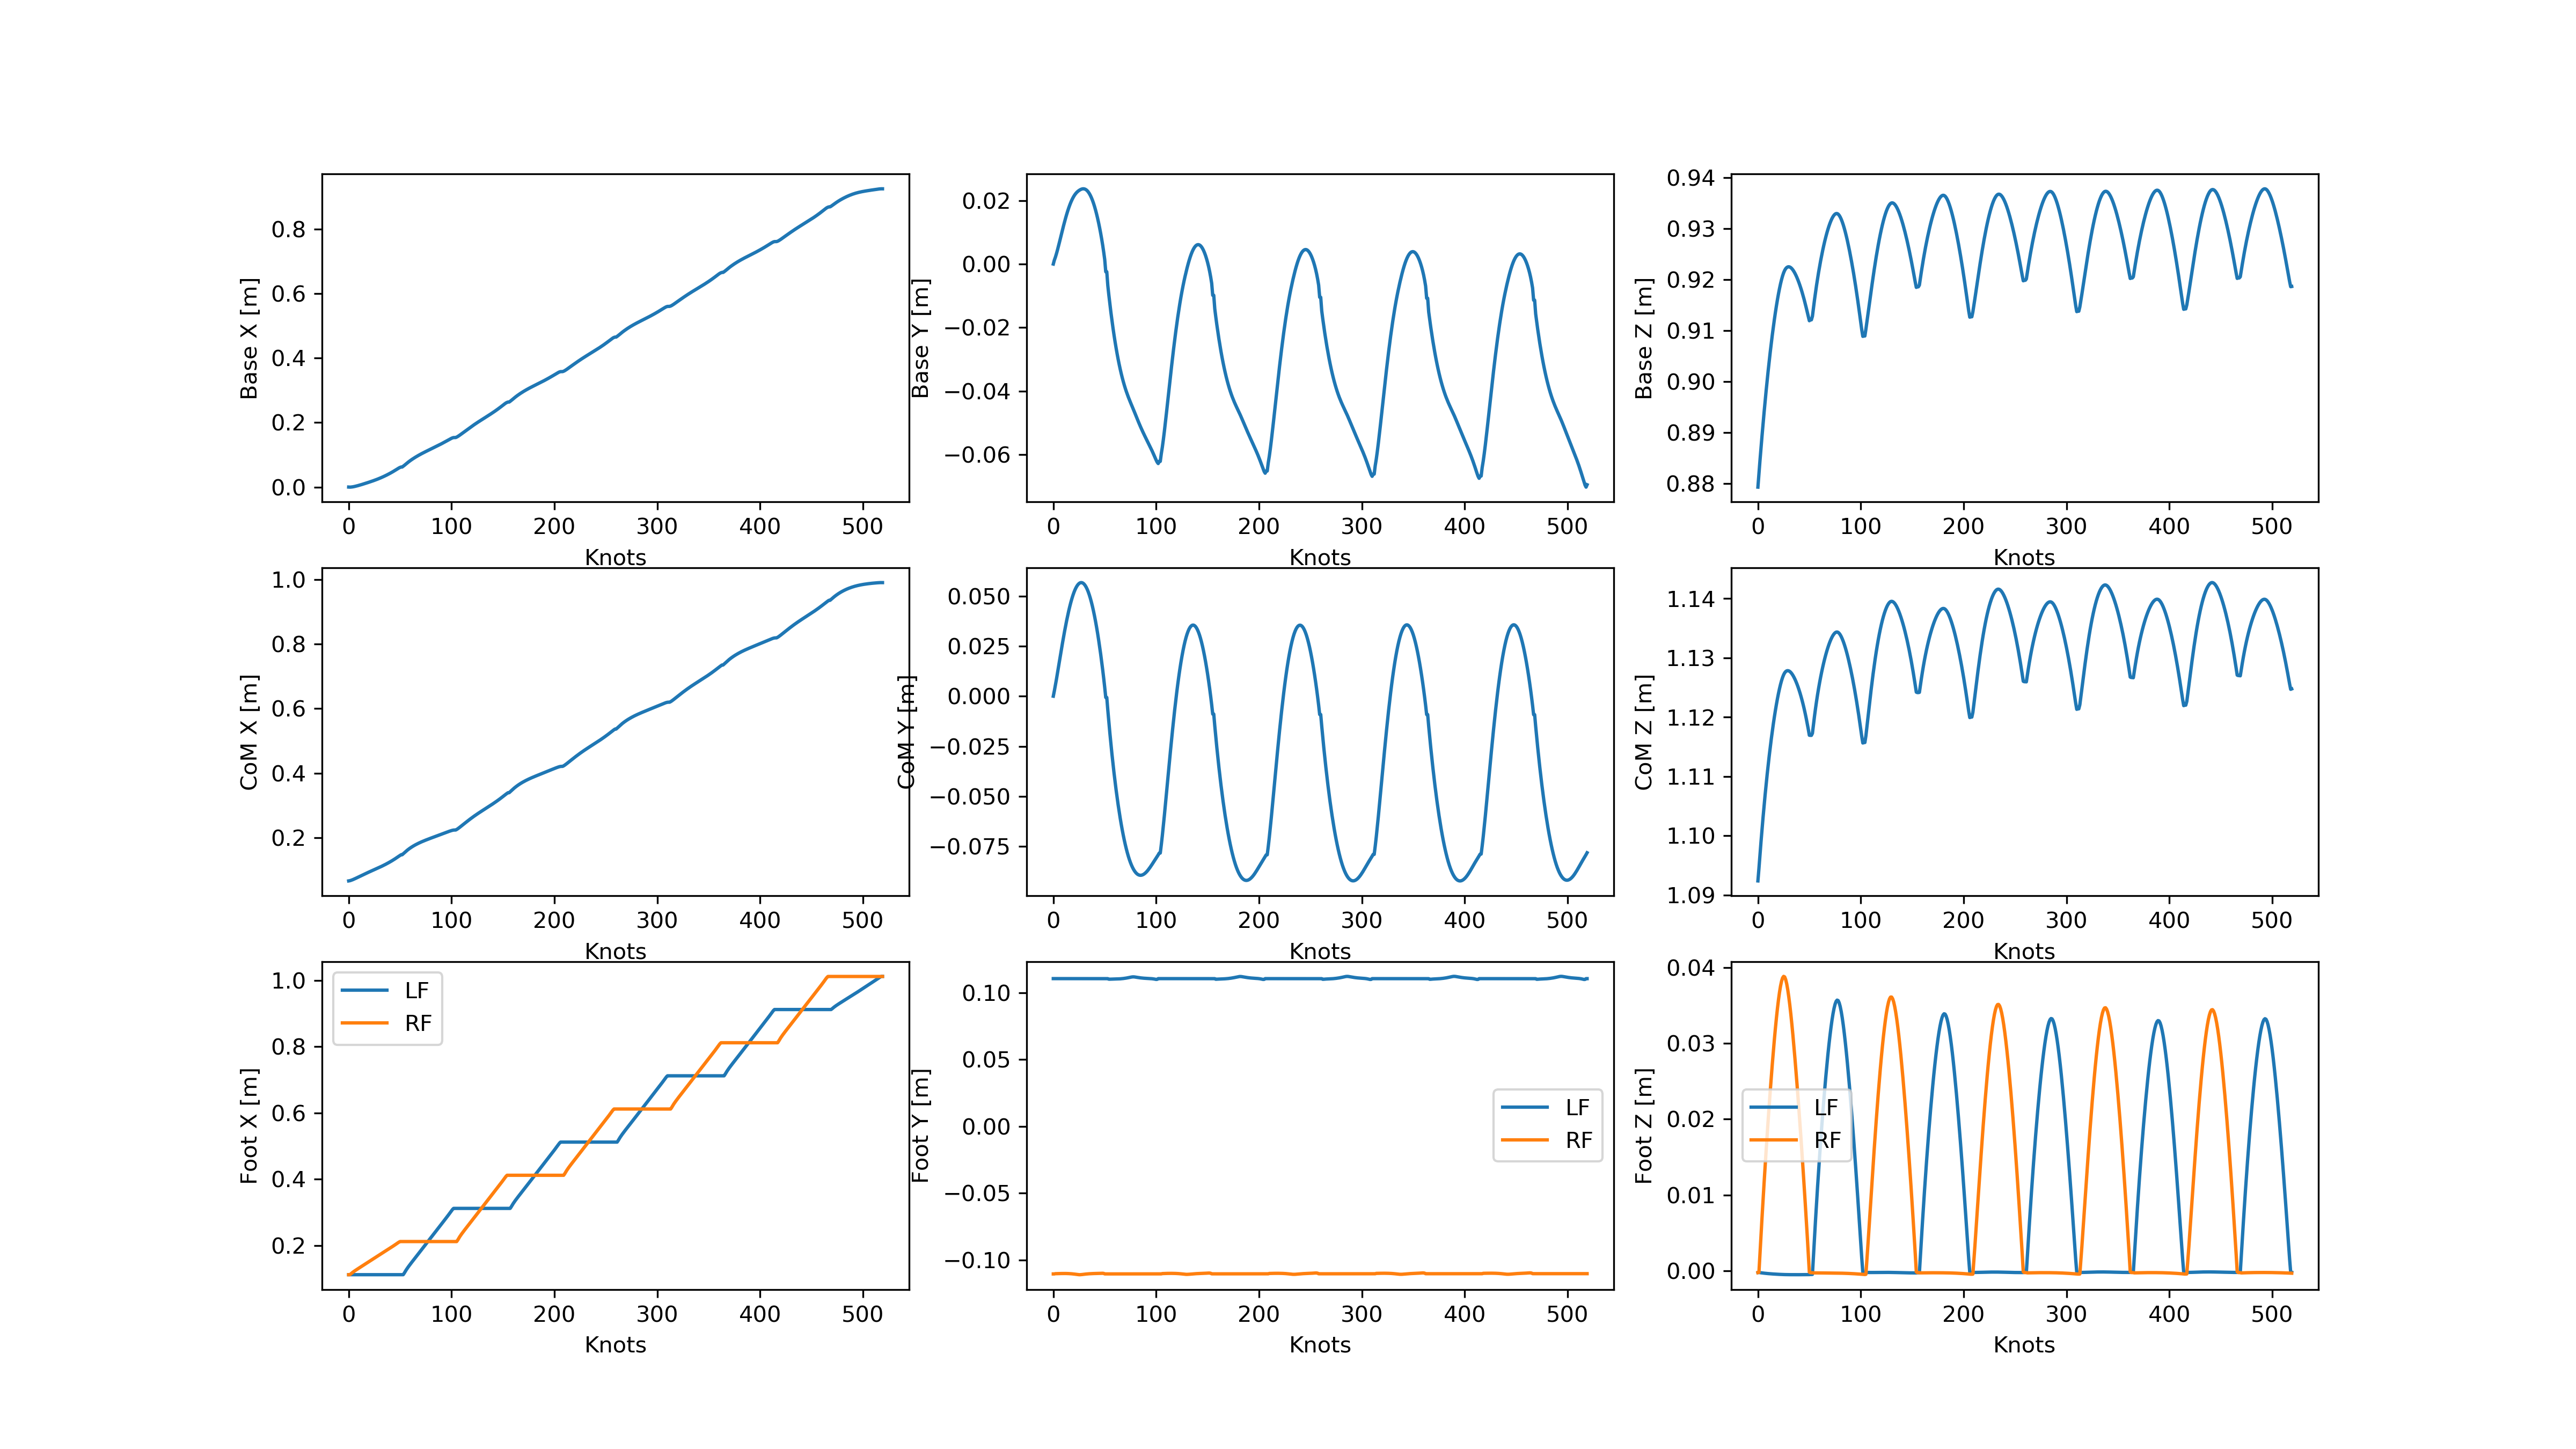 Base X [m]
0.8
0.6
0.4
0.2
0.0
0 100 200 300 400 500
Knots
Base Y [m]
0.02
0.00
−0.02
−0.04
−0.06
0 100 200 300 400 500
Knots
Base Z [m]
0.94
0.93
0.92
0.91
0.90
0.89
0.88
0 100 200 300 400 500
Knots
CoM X [m]
1.0
0.8
0.6
0.4
0.2
0 100 200 300 400 500
Knots
CoM Y [m]
0.050
0.025
0.000
−0.025
−0.050
−0.075
0 100 200 300 400 500
Knots
CoM Z [m]
1.14
1.13
1.12
1.11
1.10
1.09
0 100 200 300 400 500
Knots
Foot X [m]
1.0
0.8
0.6
0.4
0.2
LF
RF
0 100 200 300 400 500
Knots
Foot Y [m]
0.10
0.05
0.00
−0.05
−0.10
LF
RF
0 100 200 300 400 500
Knots
Foot Z [m]
0.04
0.03
0.02
0.01
0.00
LF
RF
0 100 200 300 400 500
Knots